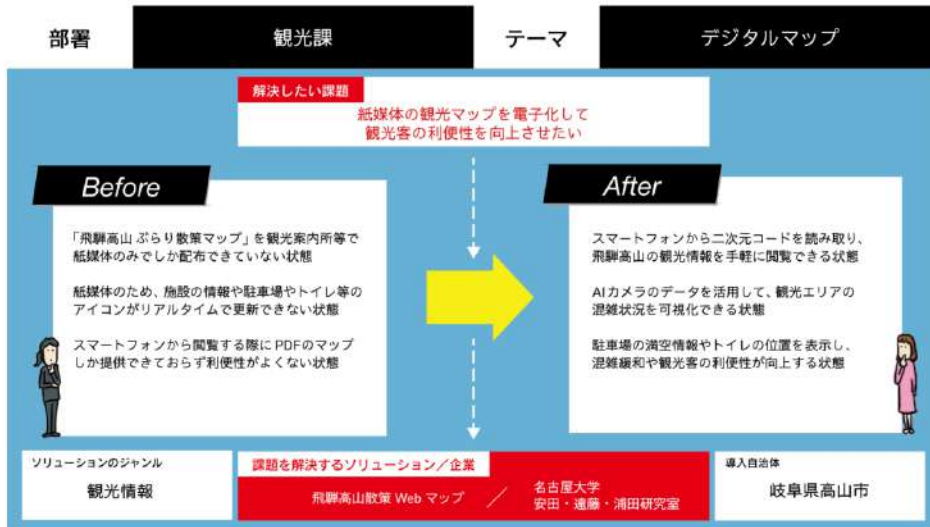 部署
観光課
テーマ
デジタルマップ
解決したい課題
紙媒体の観光マップを電子化して
観光客の利便性を向上させたい
Before
「飛騨高山 ぶらり散策マップ」を観光案内所等で
紙媒体のみでしか配布できていない状態
紙媒体のため、施設の情報や駐車場やトイレ等の
アイコンがリアルタイムで更新できない状態
スマートフォンから閲覧する際に PDFのマップ
しか提供できておらず利便性がよくない状態
After
スマートフォンから二次元コードを読み取り、
飛騨高山の観光情報を手軽に閲覧できる状態
AIカメラのデータを活用して、観光エリアの
混雑状況を可視化できる状態
駐車場の満空情報やトイレの位置を表示し、
混雑緩和や観光客の利便性が向上する状態
ソリューションのジャンル
観光情報
課題を解決するソリューション／企業
飛騨高山散策 Web マップ
／
名古屋大学
安田・遠藤・浦田研究室
導入自治体
岐阜県高山市